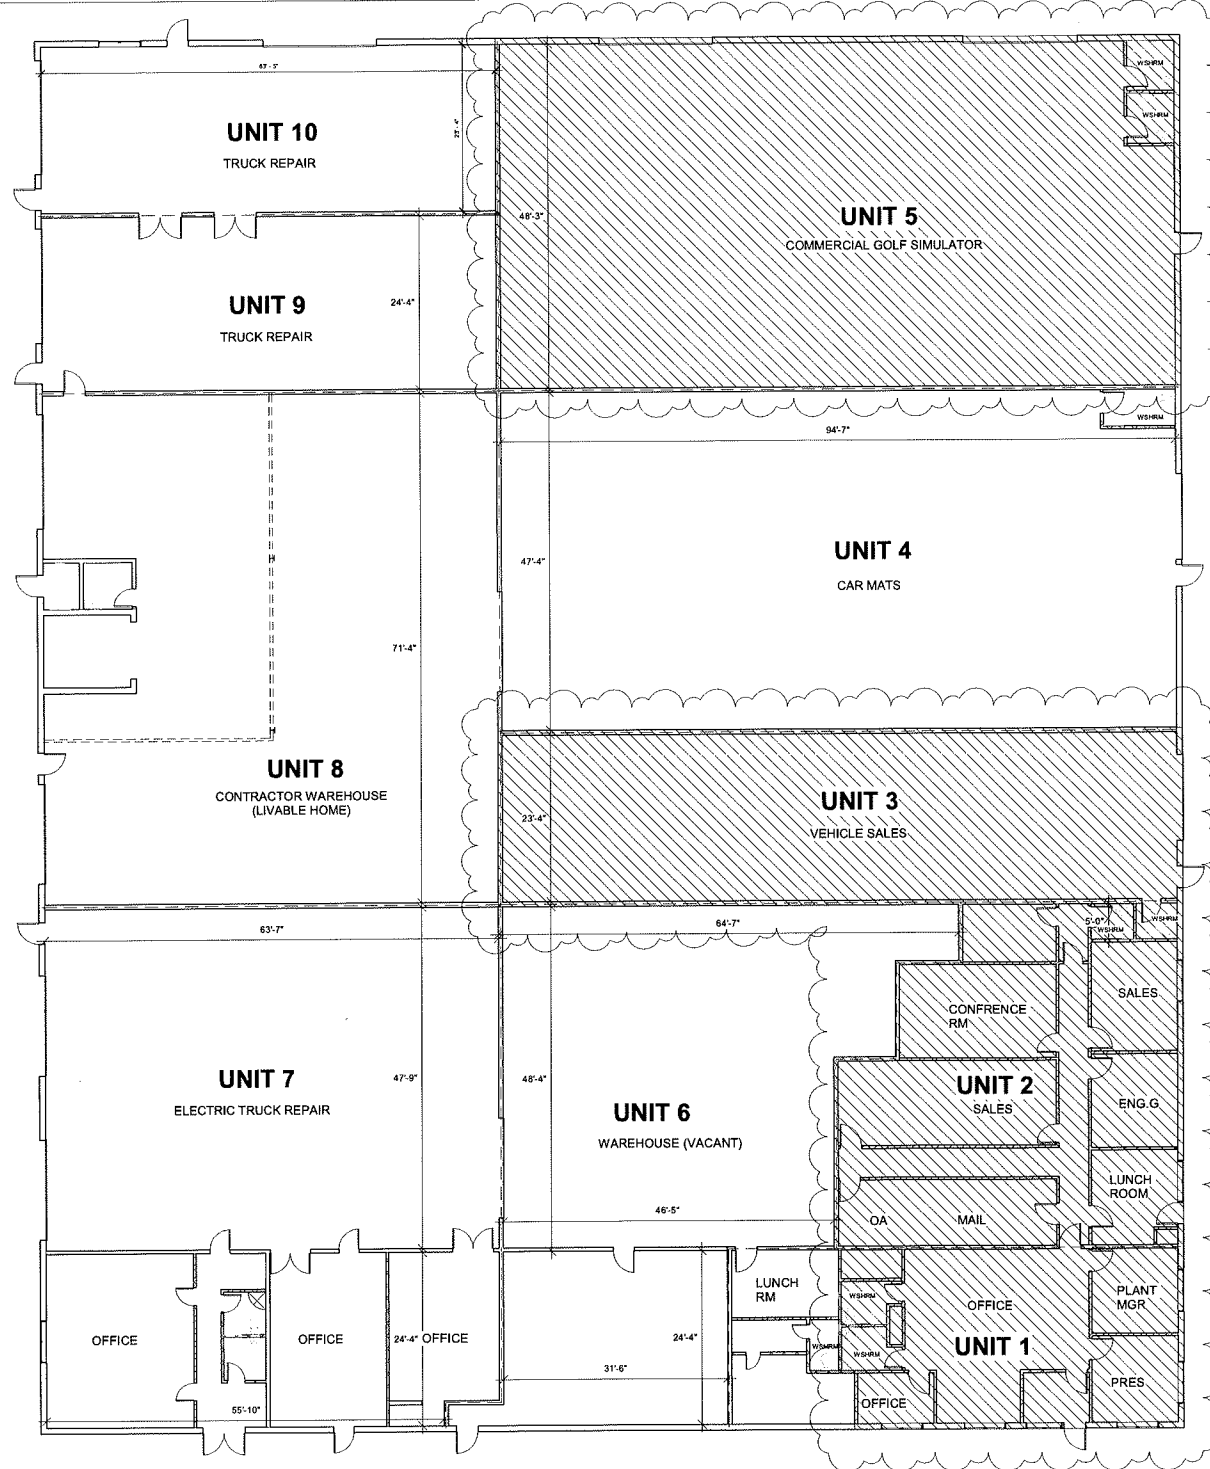 63'-5"
WSHRM
WSHRM
UNIT 10
TRUCK REPAIR
23'-4"
UNIT 5
COMMERCIAL GOLF SIMULATOR
48'-3"
UNIT 9
TRUCK REPAIR
24'-4"
WSHRM
94'-7"
UNIT 4
CAR MATS
47'-4"
71'-4"
UNIT 8
CONTRACTOR WAREHOUSE
(LIVABLE HOME)
UNIT 3
VEHICLE SALES
23'-4"
63'-7"
64'-7"
5'-0"
WSHRM
WSHRM
SALES
CONFRENCE
RM
UNIT 7
ELECTRIC TRUCK REPAIR
47'-9"
48'-4"
UNIT 6
WAREHOUSE (VACANT)
UNIT 2
SALES
ENG.G
LUNCH
ROOM
46'-5"
OA
MAIL
LUNCH
RM
WSHRM
WSHRM
WSHRM
OFFICE
UNIT 1
PLANT
MGR
PRES.
OFFICE
OFFICE
OFFICE
24'-4"
OFFICE
24'-4"
31'-6"
55'-10"